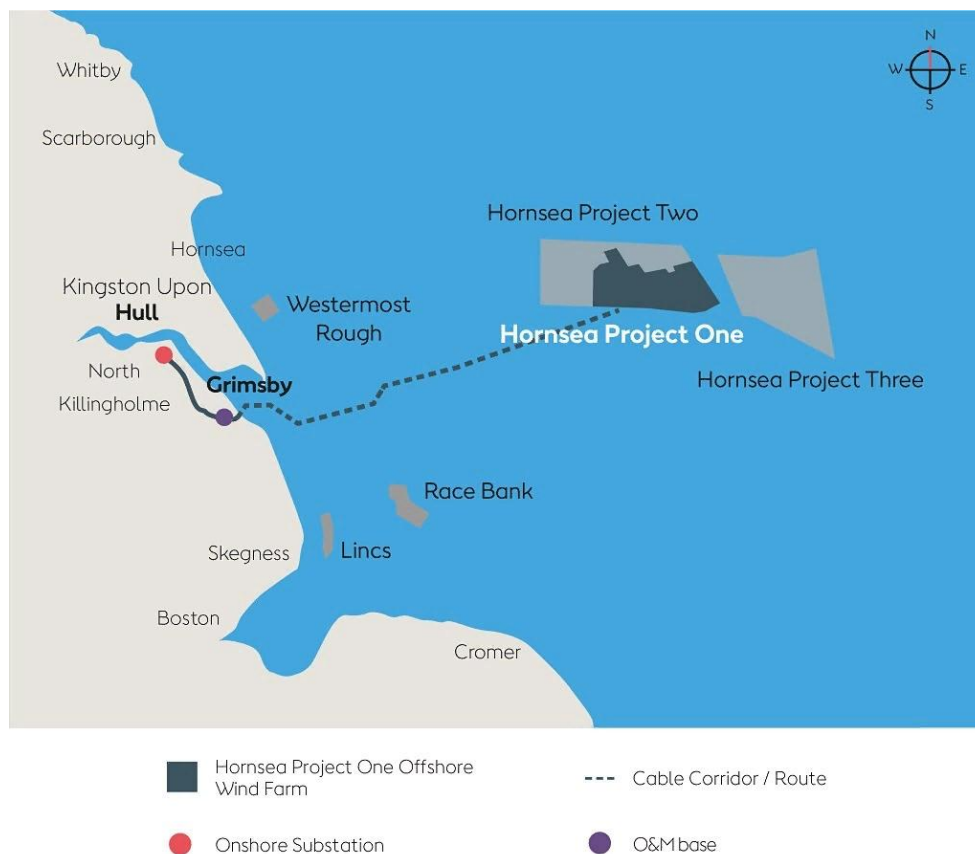 N
W E
S
Whitby
Scarborough
Hornsea Project Two
Hornsea
Kingston Upon
Hull
Westermost
Rough
Hornsea Project One
North
Killingholme
Grimsby
Hornsea Project Three
Race Bank
Skegness
Lincs
Boston
Cromer
Hornsea Project One Offshore
Wind Farm
Cable Corridor / Route
Onshore Substation
O&M base